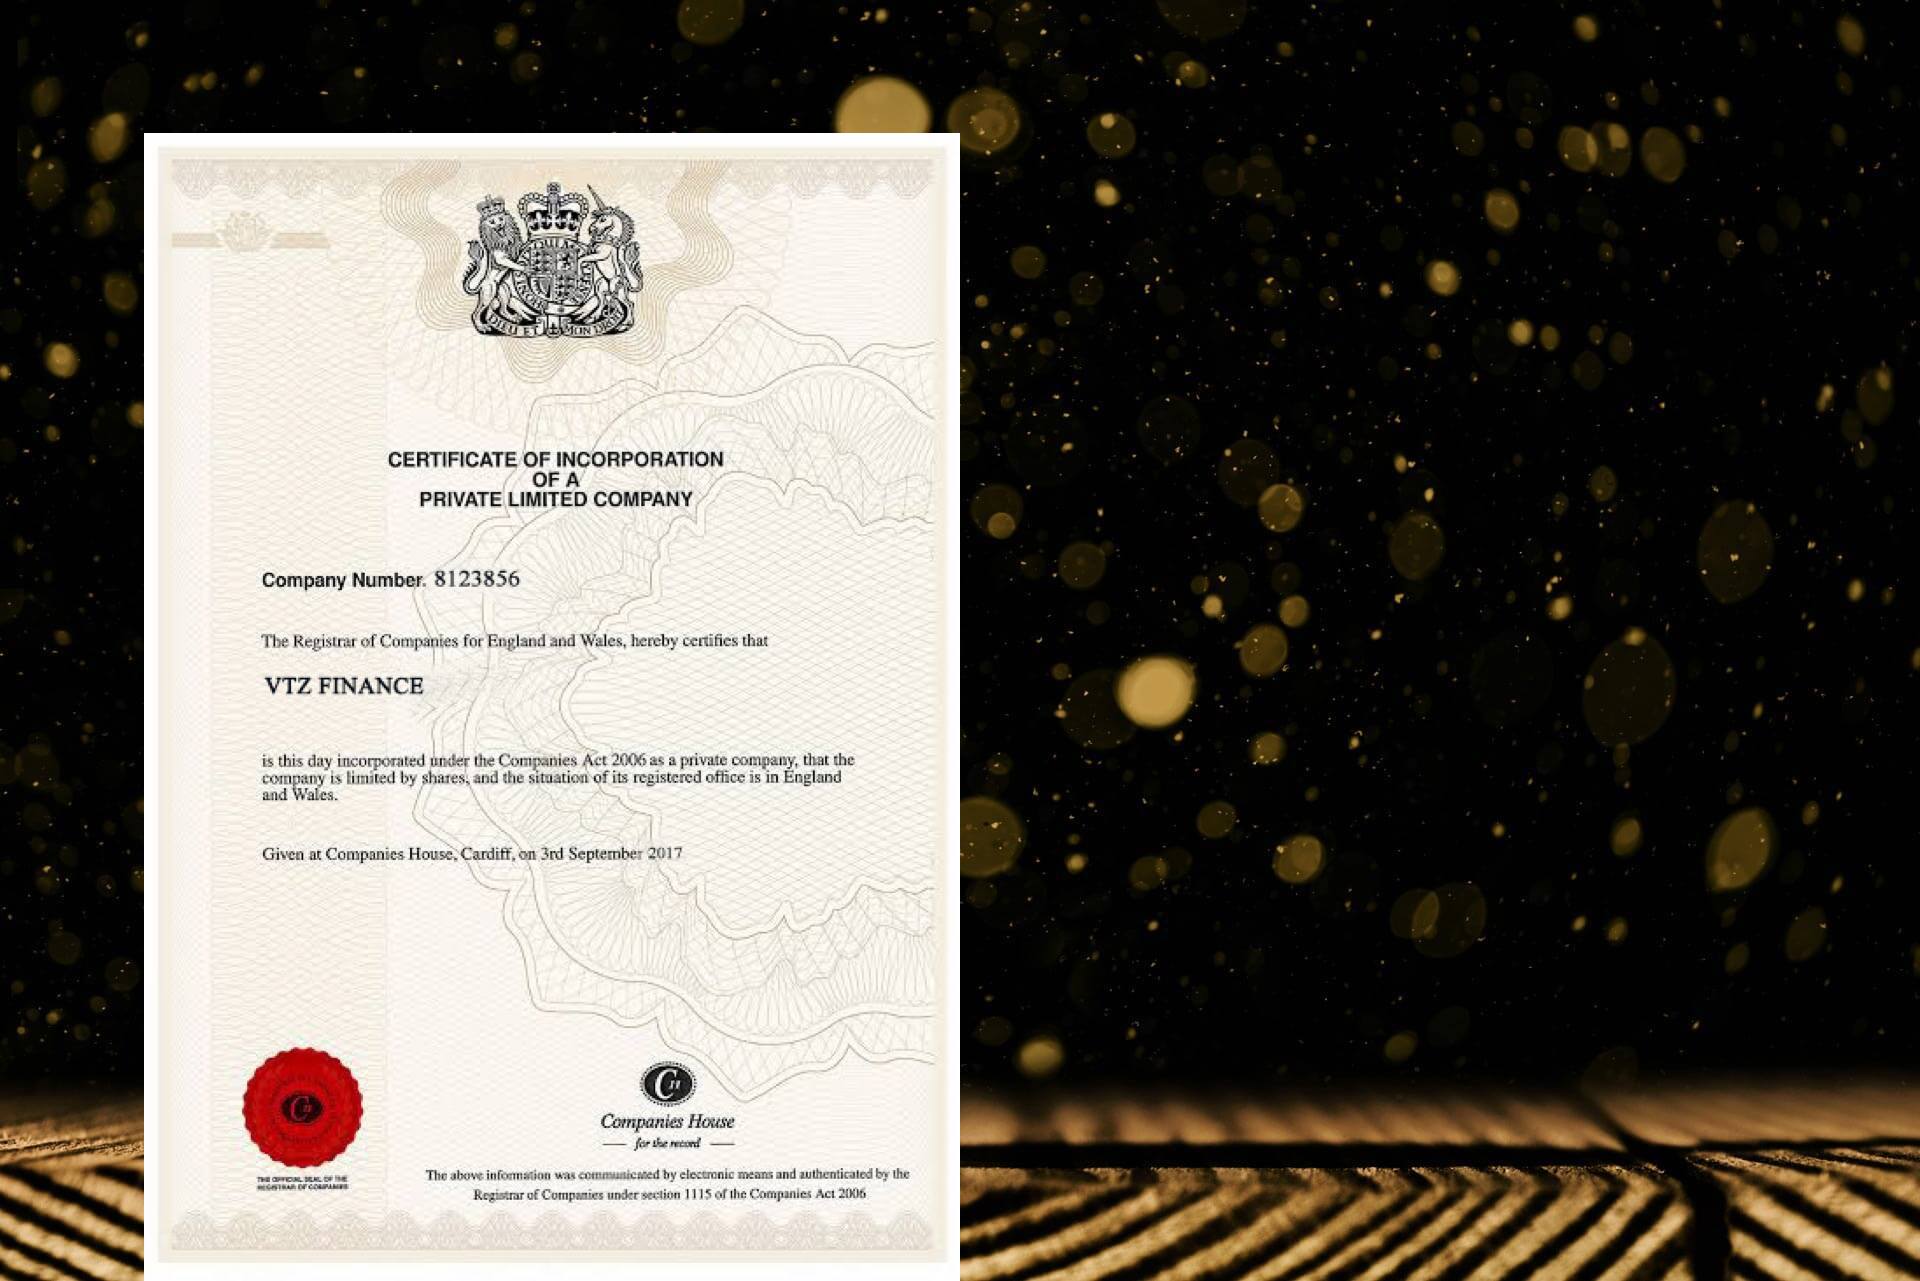 DIEU ET MON DROIT
CERTIFICATE OF INCORPORATION
OF A
PRIVATE LIMITED COMPANY
Company Number. 8123856
The Registrar of Companies for England and Wales, hereby certifies that
VTZ FINANCE
is this day incorporated under the Companies Act 2006 as a private company, that the
company is limited by shares, and the situation of its registered office is in England
and Wales.
Given at Companies House, Cardiff, on 3rd September 2017
Companies House
for the record
THE OFFICIAL SEAL OF THE
REGISTRAR OF COMPANIES
The above information was communicated by electronic means and authenticated by the
Registrar of Companies under section 1115 of the Companies Act 2006